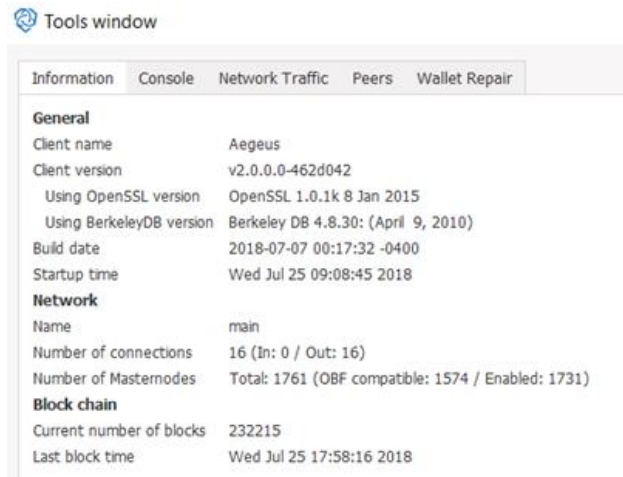 Tools window
Information Console Network Traffic Peers Wallet Repair
General
Client name Aegeus
Client version v2.0.0.0-462d042
Using OpenSSL version OpenSSL 1.0.1k 8 Jan 2015
Using BerkeleyDB version Berkeley DB 4.8.30: (April 9, 2010)
Build date 2018-07-07 00:17:32 -0400
Startup time Wed Jul 25 09:08:45 2018
Network
Name main
Number of connections 16 (In: 0 / Out: 16)
Number of Masternodes Total: 1761 (OBF compatible: 1574 / Enabled: 1731)
Block chain
Current number of blocks 232215
Last block time Wed Jul 25 17:58:16 2018